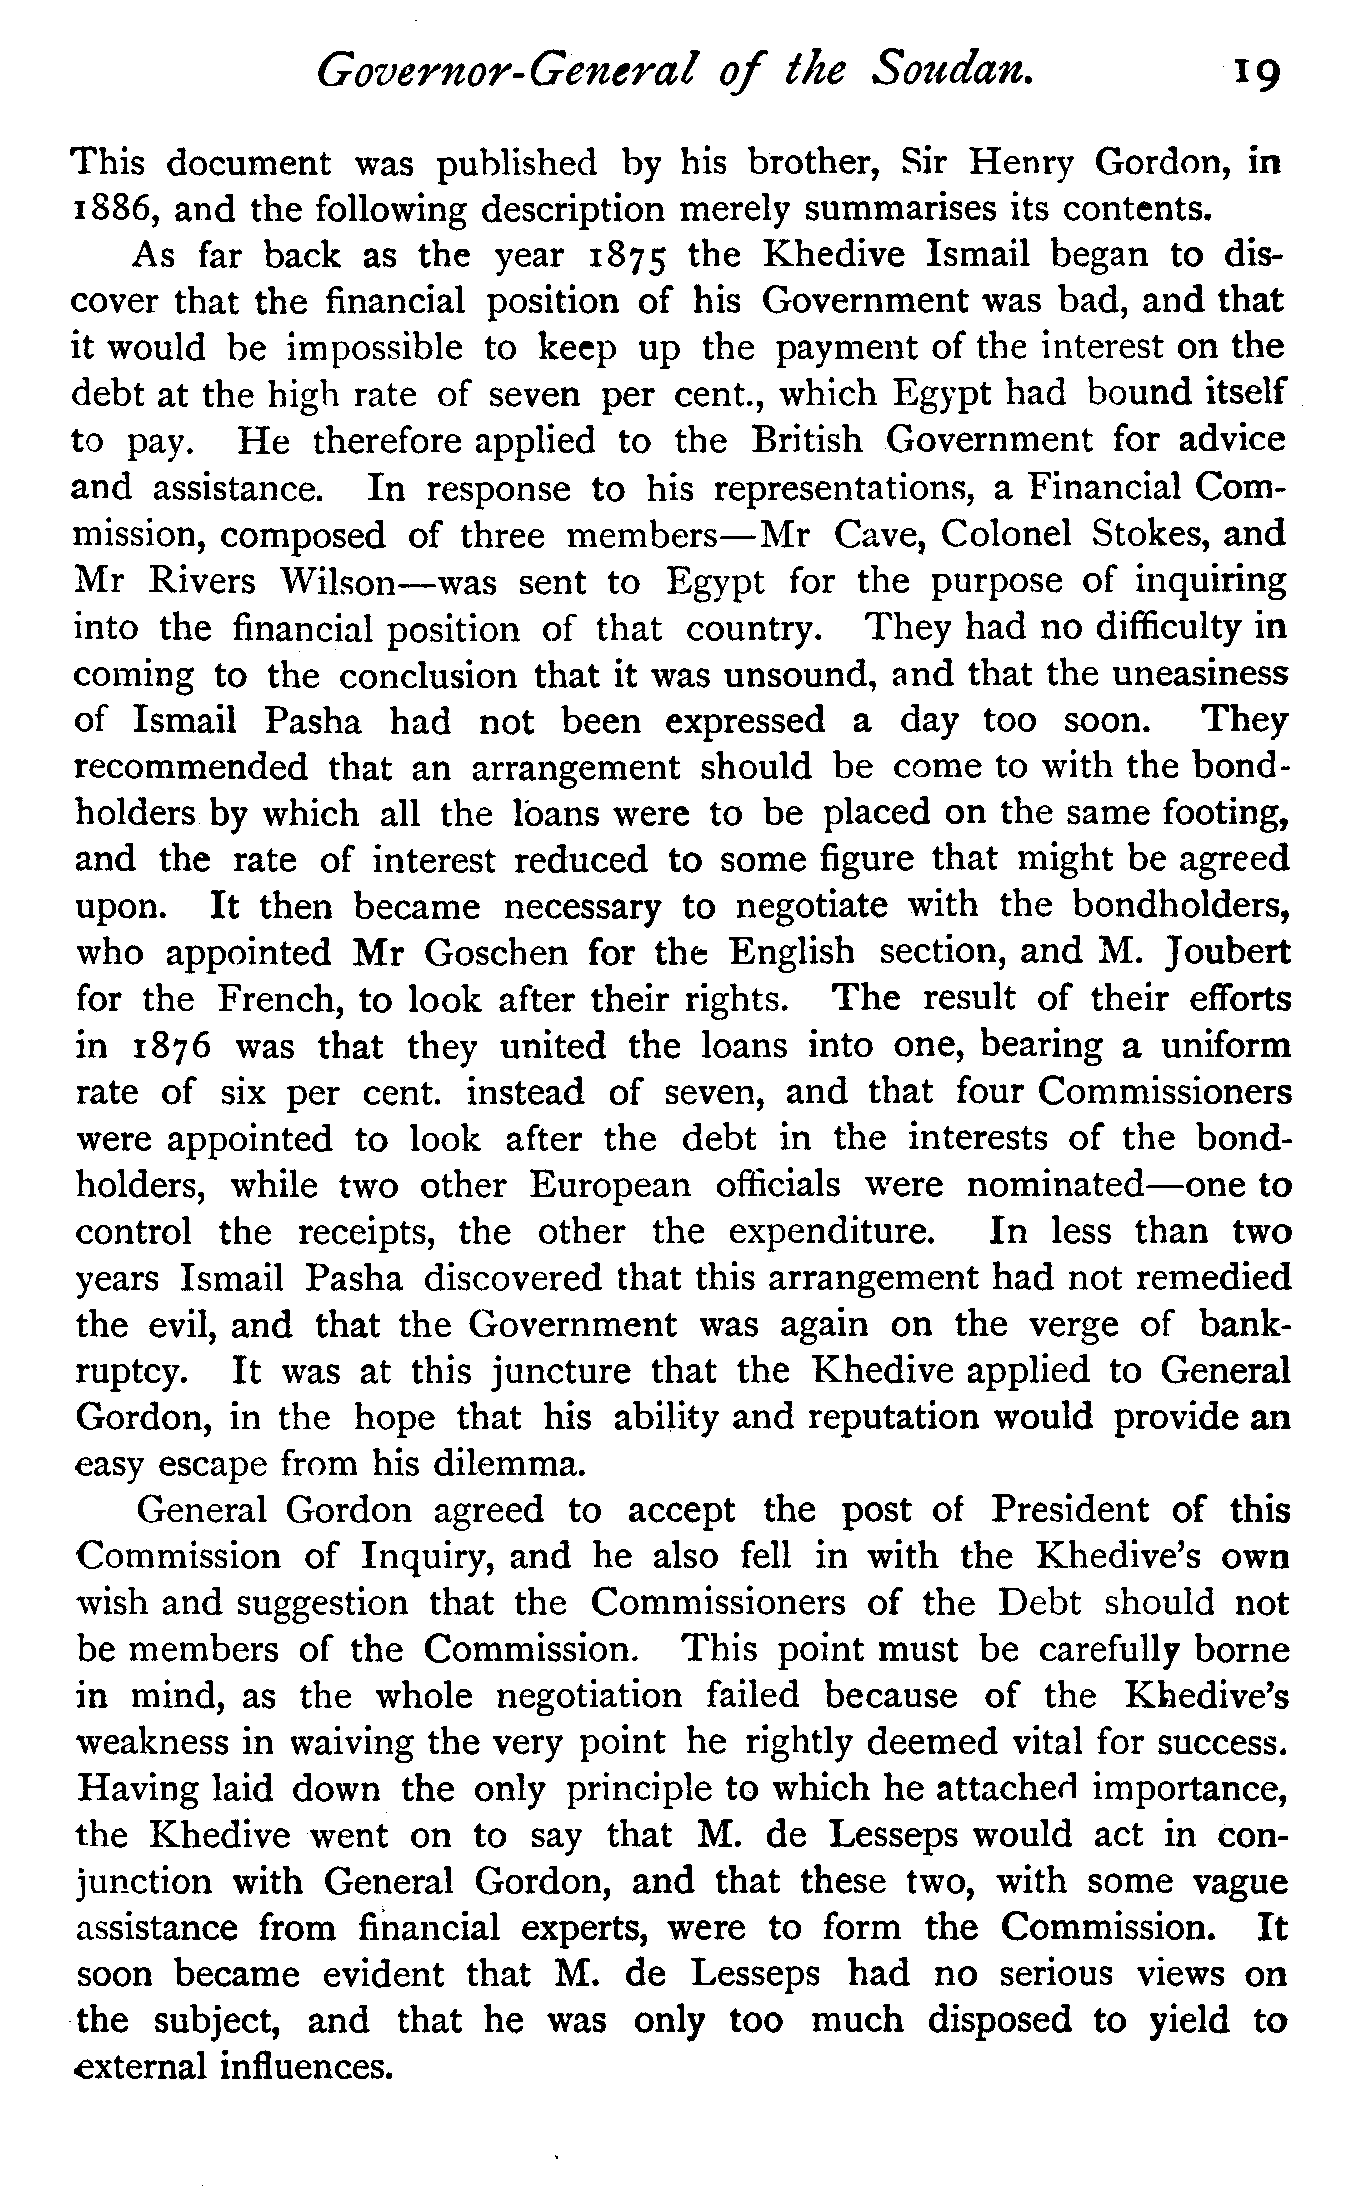 Governor-General of the Soudan. 19
This document was published by his brother, Sir Henry Gordon, in
1886, and the following description merely summarises its contents.
As far back as the year 1875 the Khedive Ismail began to dis-
cover that the financial position of his Government was bad, and that
it would be impossible to keep up the payment of the interest on the
debt at the high rate of seven per cent., which Egypt had bound itself
to pay. He therefore applied to the British Government for advice
and assistance. In response to his representations, a Financial Com-
mission, composed of three members—Mr Cave, Colonel Stokes, and
Mr Rivers Wilson—was sent to Egypt for the purpose of inquiring
into the financial position of that country. They had no difficulty in
coming to the conclusion that it was unsound, and that the uneasiness
of Ismail Pasha had not been expressed a day too soon. They
recommended that an arrangement should be come to with the bond-
holders by which all the loans were to be placed on the same footing,
and the rate of interest reduced to some figure that might be agreed
upon. It then became necessary to negotiate with the bondholders,
who appointed Mr Goschen for the English section, and M. Joubert
for the French, to look after their rights. The result of their efforts
in 1876 was that they united the loans into one, bearing a uniform
rate of six per cent. instead of seven, and that four Commissioners
were appointed to look after the debt in the interests of the bond-
holders, while two other European officials were nominated—one to
control the receipts, the other the expenditure. In less than two
years Ismail Pasha discovered that this arrangement had not remedied
the evil, and that the Government was again on the verge of bank-
ruptcy. It was at this juncture that the Khedive applied to General
Gordon, in the hope that his ability and reputation would provide an
easy escape from his dilemma.
General Gordon agreed to accept the post of President of this
Commission of Inquiry, and he also fell in with the Khedive's own
wish and suggestion that the Commissioners of the Debt should not
be members of the Commission. This point must be carefully borne
in mind, as the whole negotiation failed because of the Khedive's
weakness in waiving the very point he rightly deemed vital for success.
Having laid down the only principle to which he attached importance,
the Khedive went on to say that M. de Lesseps would act in con-
junction with General Gordon, and that these two, with some vague
assistance from financial experts, were to form the Commission. It
soon became evident that M. de Lesseps had no serious views on
the subject, and that he was only too much disposed to yield to
external influences.